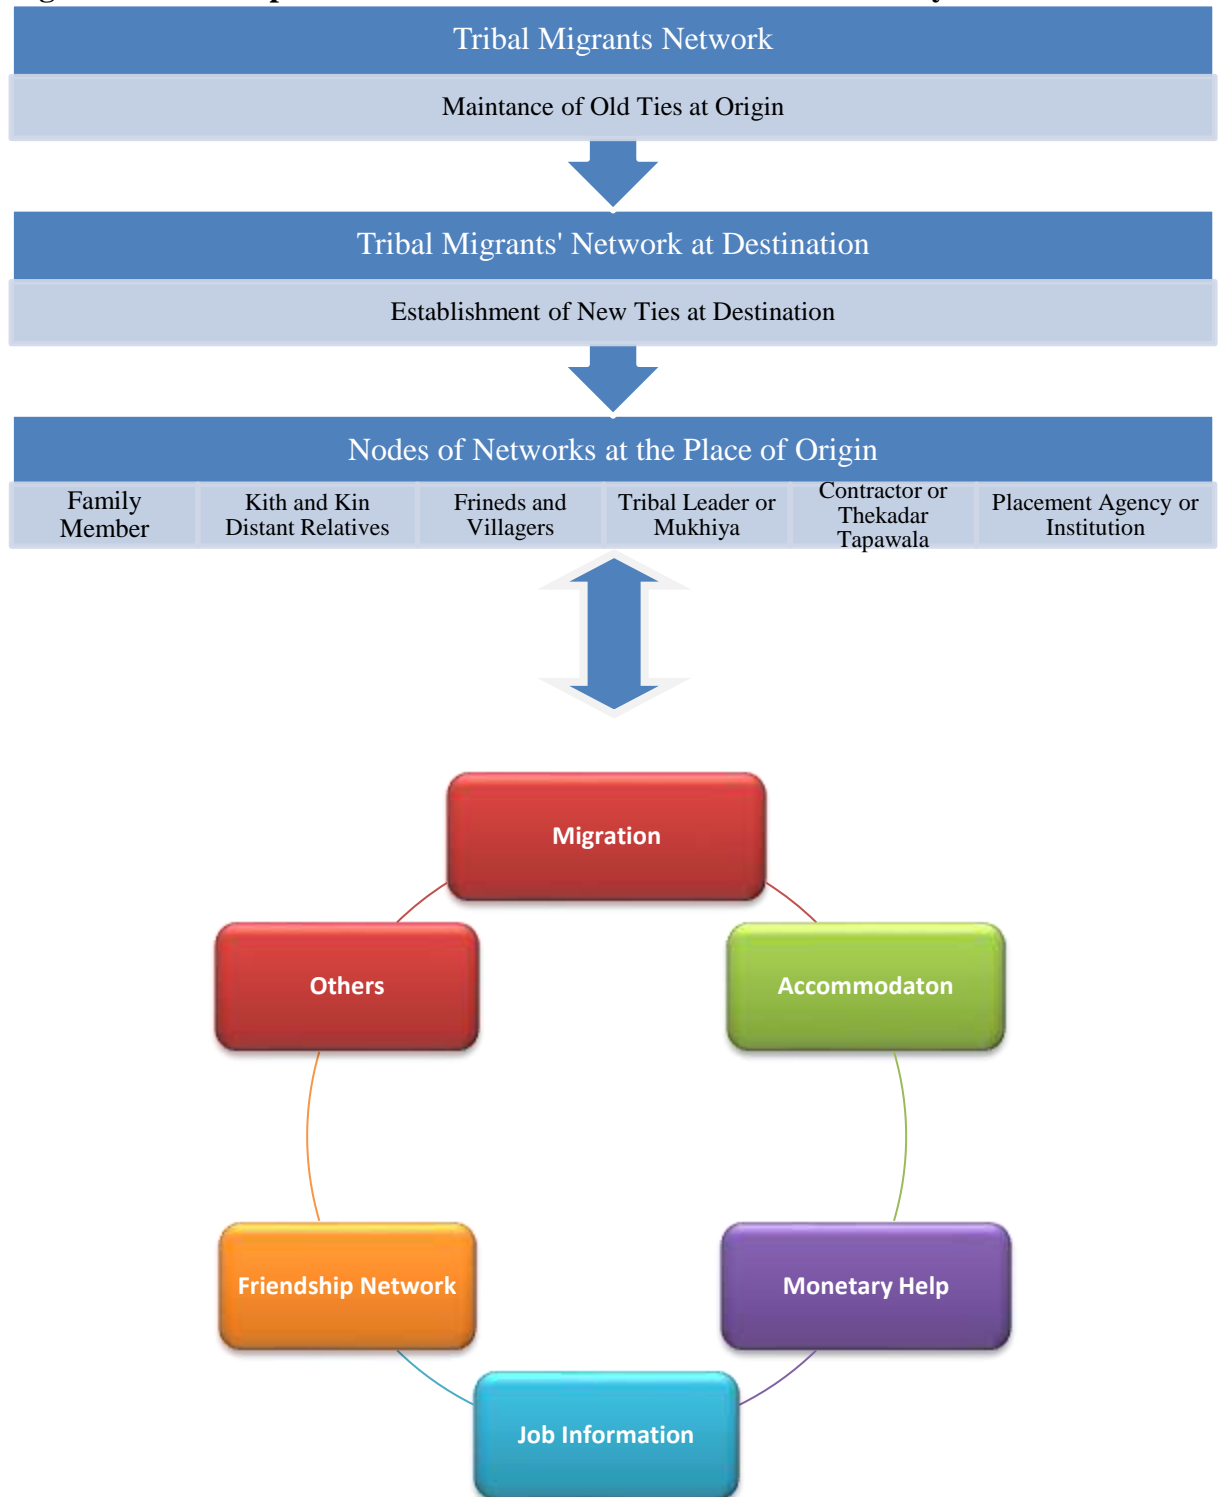 Tribal Migrants Network
Maintance of Old Ties at Origin
Tribal Migrants' Network at Destination
Establishment of New Ties at Destination
Nodes of Networks at the Place of Origin
Family
Member
Kith and Kin
Distant Relatives
Frineds and
Villagers
Tribal Leader or
Mukhiya
Contractor or
Thekadar
Tapawala
Placement Agency or
Institution
Migration
Others
Accommodaton
Friendship Network
Monetary Help
Job Information